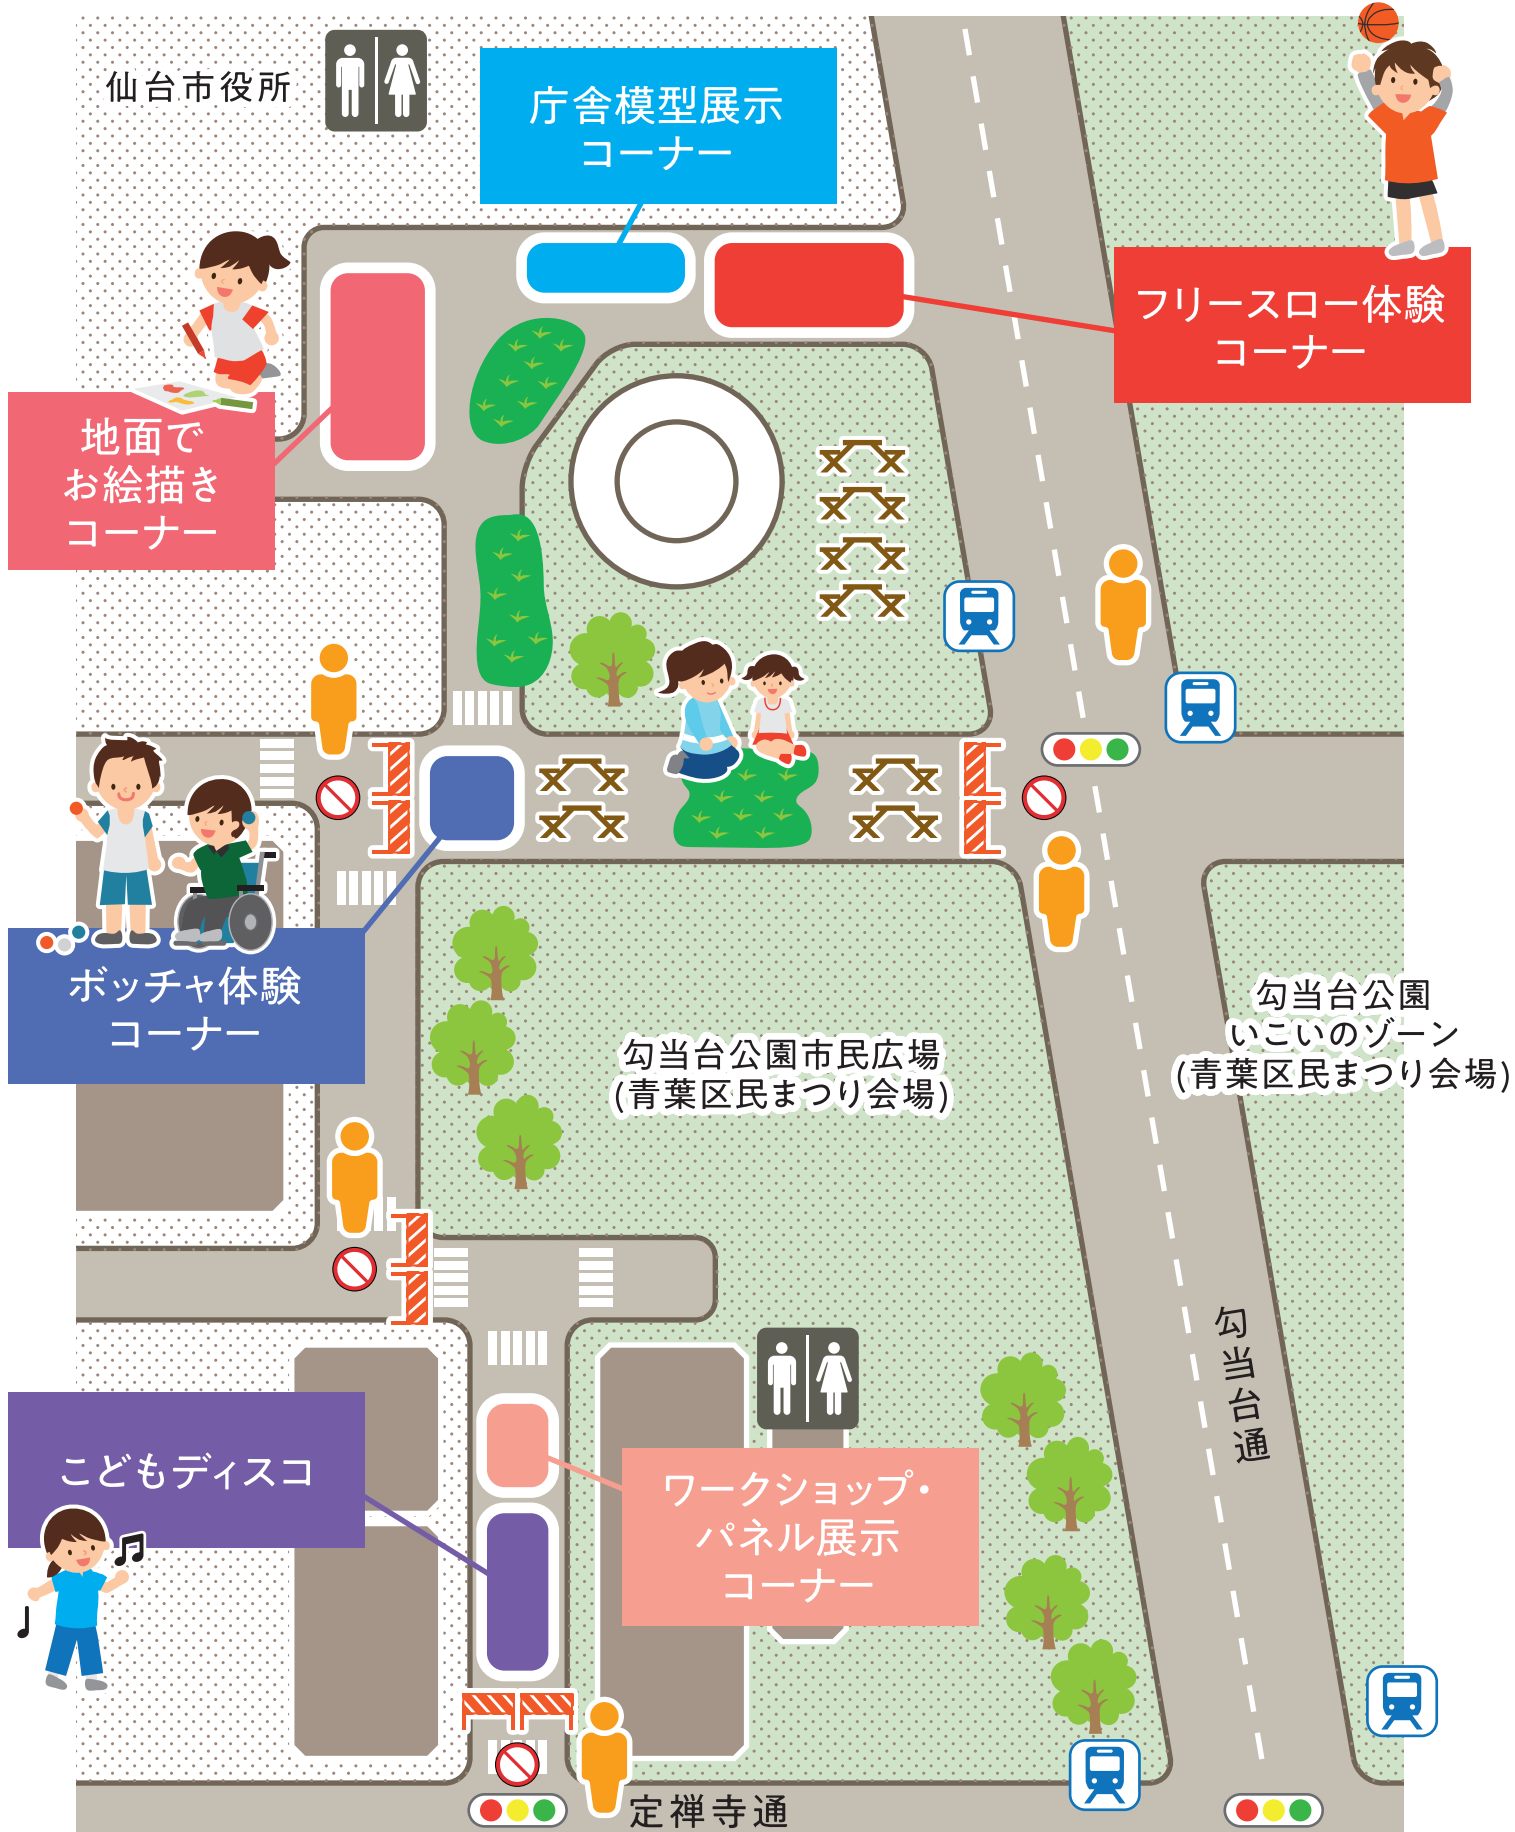 仙台市役所
庁舎模型展示
コーナー
フリースロー体験
コーナー
地面で
お絵描き
コーナー
ボッチャ体験
コーナー
勾当台公園
いこいのゾーン
(青葉区民まつり会場)
勾当台公園市民広場
(青葉区民まつり会場)
勾当台通
こどもディスコ
ワークショップ・
パネル展示
コーナー
定禅寺通